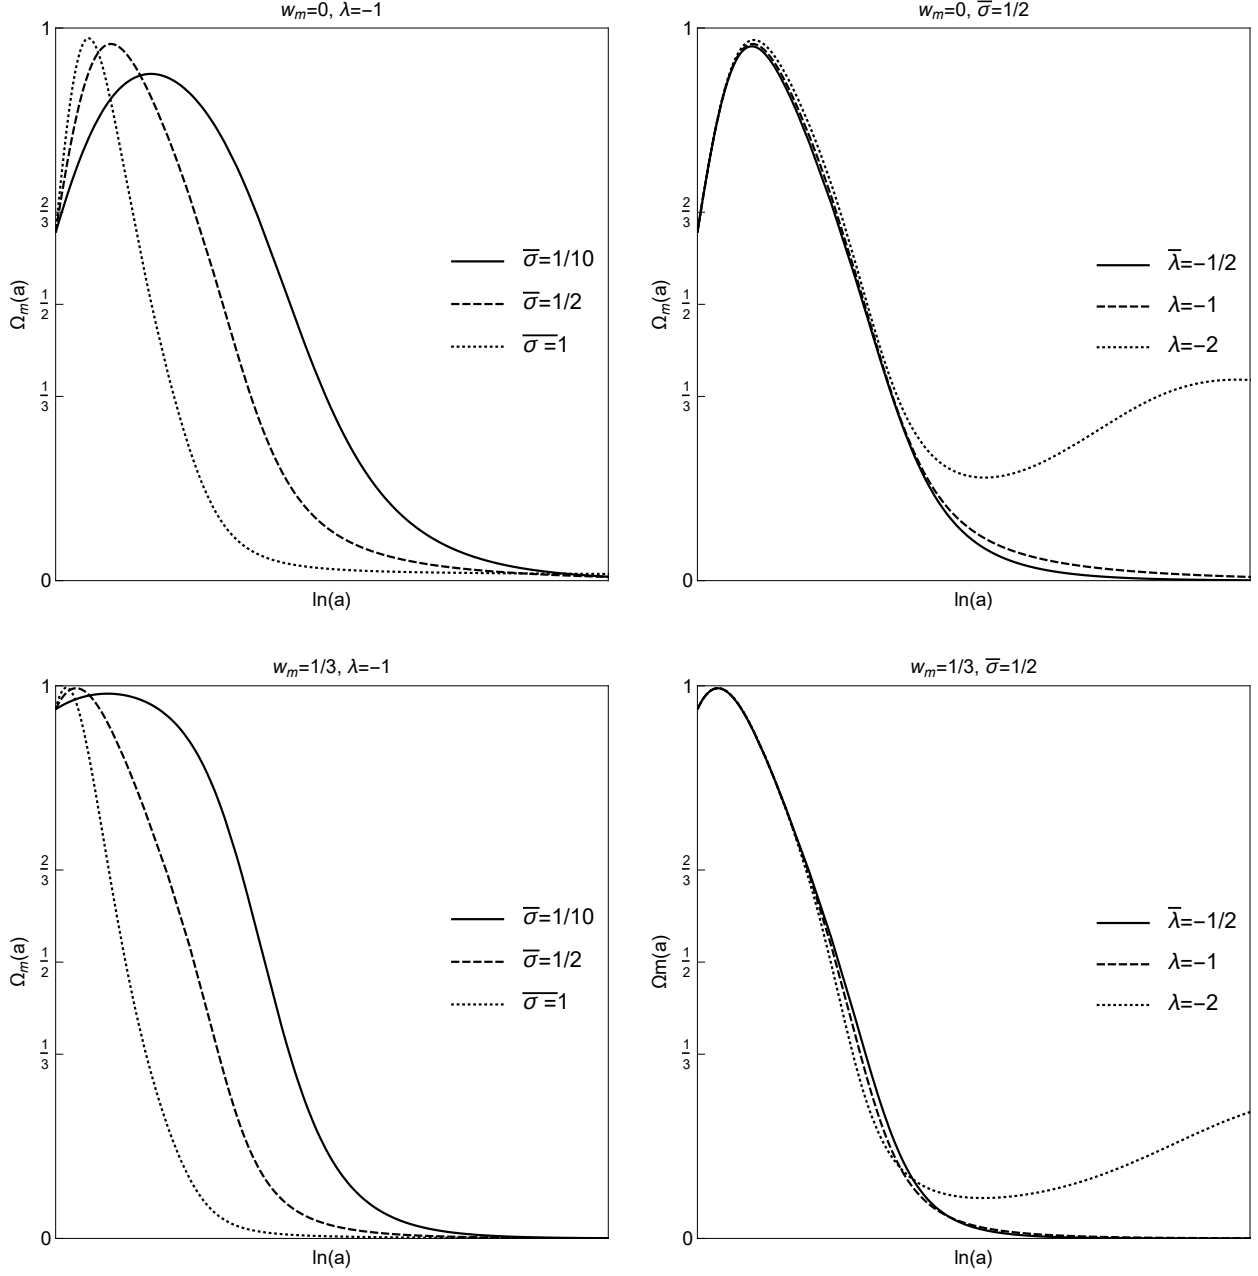 w_m=0, λ=−1
1
2/3
1/2
1/3
0
Ω_m(a)
ln(a)
σ̅=1/10
σ̅=1/2
σ̅=1
w_m=0, σ̅=1/2
1
2/3
1/2
1/3
0
Ω_m(a)
ln(a)
λ̅=−1/2
λ=−1
λ=−2
w_m=1/3, λ=−1
1
2/3
1/2
1/3
0
Ω_m(a)
ln(a)
σ̅=1/10
σ̅=1/2
σ̅=1
w_m=1/3, σ̅=1/2
1
2/3
1/2
1/3
0
Ωm(a)
ln(a)
λ̅=−1/2
λ=−1
λ=−2